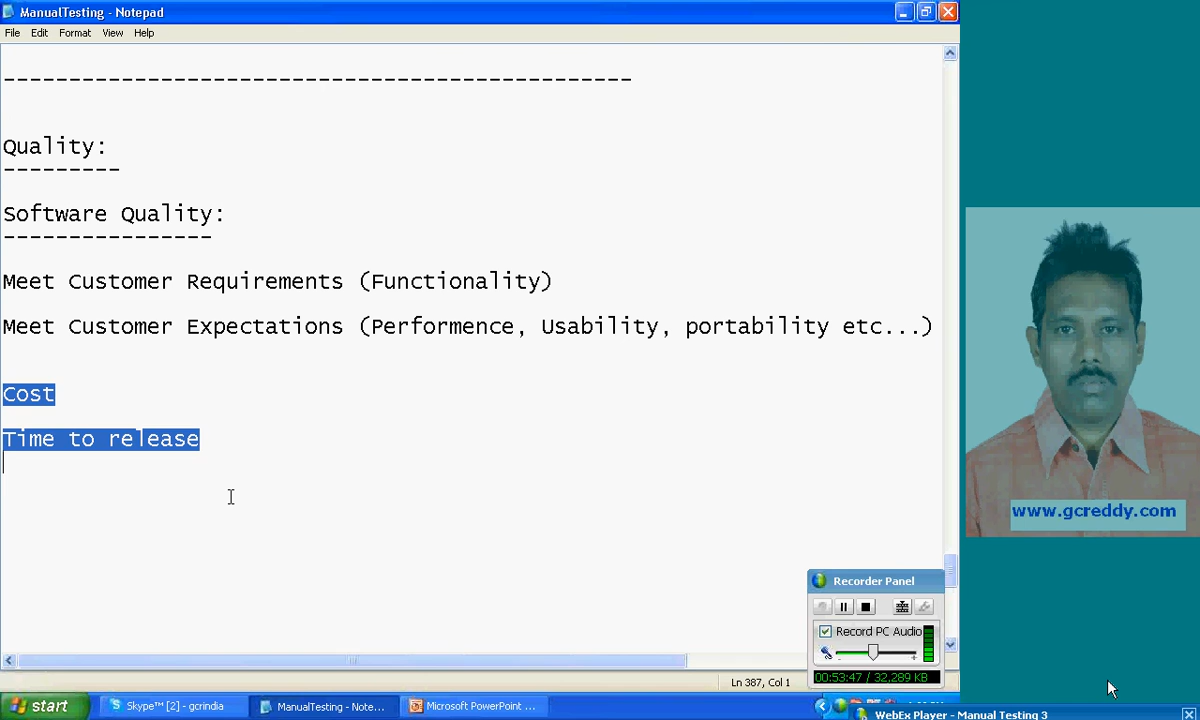 ManualTesting - Notepad
File Edit Format View Help
------------------------------------------------
Quality:
---------
Software Quality:
----------------
Meet Customer Requirements (Functionality)
Meet Customer Expectations (Performence, Usability, portability etc...)
Cost
Time to release
www.gcreddy.com
Recorder Panel
Record PC Audio
- +
00:53:47 / 32,289 KB
Ln 387, Col 1
start
Skype™ [2] - gcrindia
ManualTesting - Note...
Microsoft PowerPoint ...
WebEx Player - Manual Testing 3